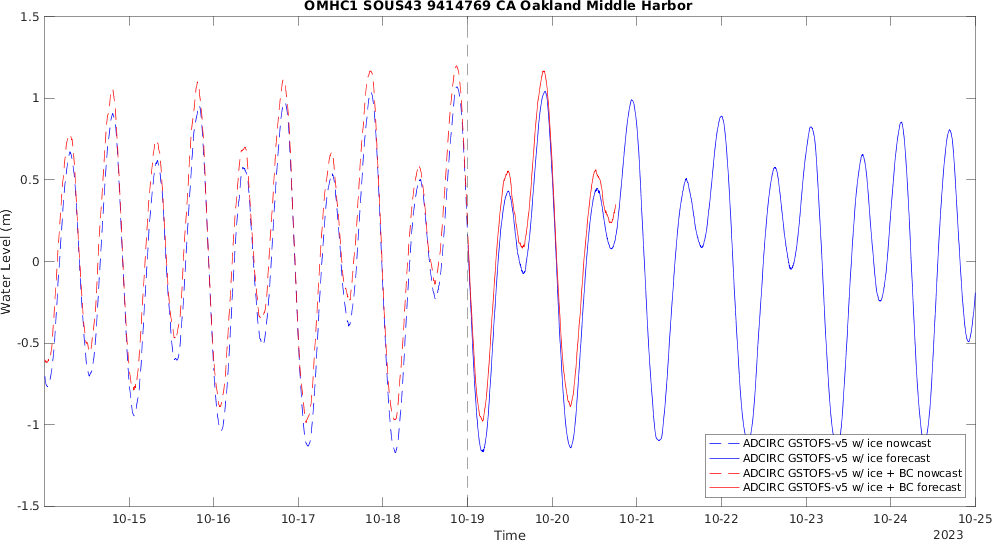 OMHC1 SOUS43 9414769 CA Oakland Middle Harbor
1.5
1
0.5
0
-0.5
-1
-1.5
Water Level (m)
ADCIRC GSTOFS-v5 w/ ice nowcast
ADCIRC GSTOFS-v5 w/ ice forecast
ADCIRC GSTOFS-v5 w/ ice + BC nowcast
ADCIRC GSTOFS-v5 w/ ice + BC forecast
10-15 10-16 10-17 10-18 10-19 10-20 10-21 10-22 10-23 10-24 10-25
Time
2023